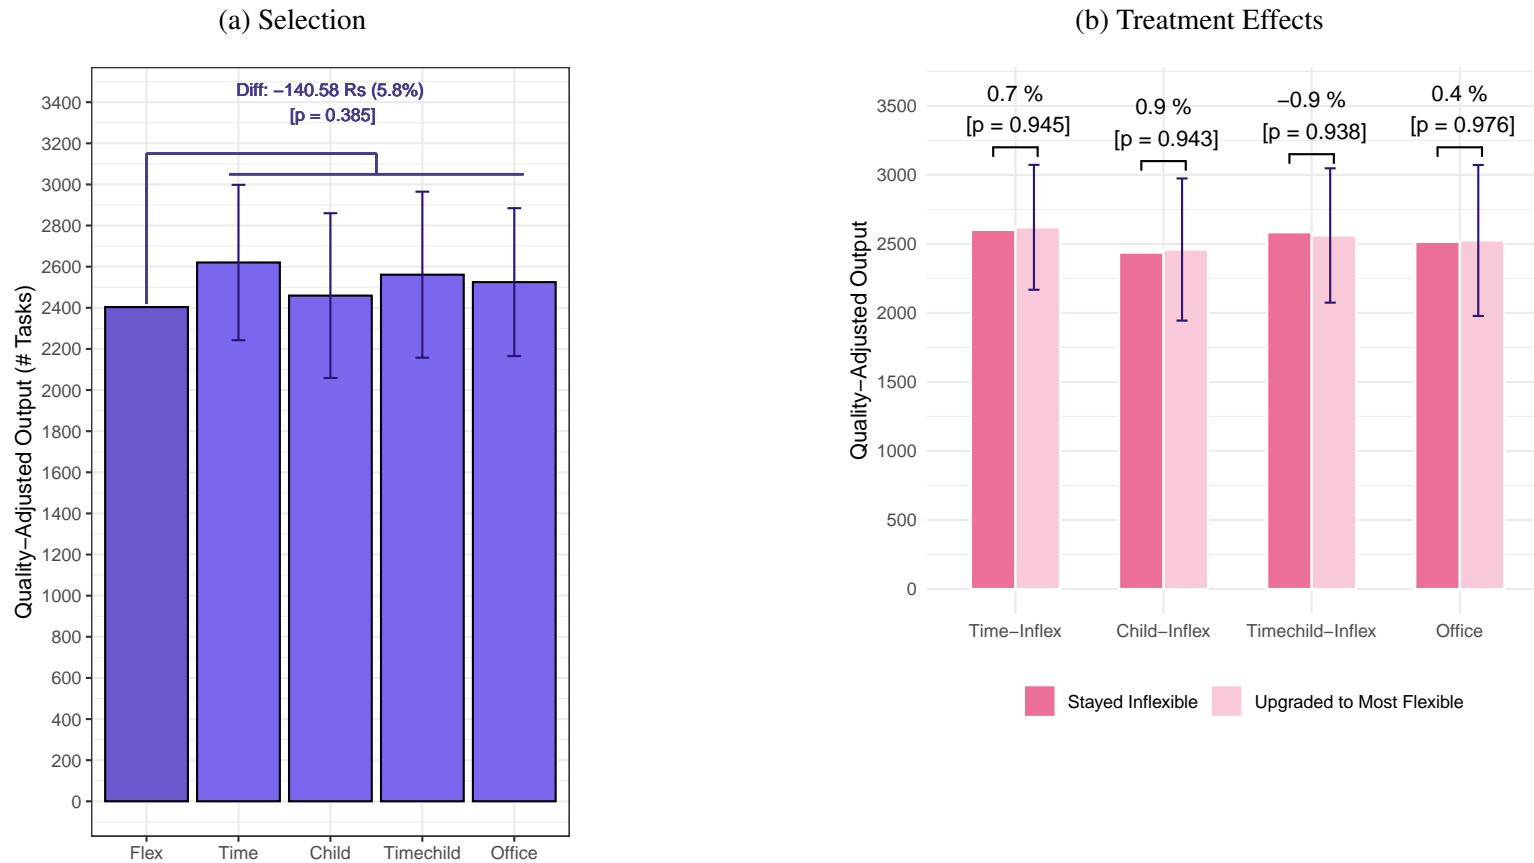 (a) Selection
Diff: −140.58 Rs (5.8%)
[p = 0.385]
Quality−Adjusted Output (# Tasks)
3400
3200
3000
2800
2600
2400
2200
2000
1800
1600
1400
1200
1000
800
600
400
200
0
Flex Time Child Timechild Office
(b) Treatment Effects
0.7 % 0.9 % −0.9 % 0.4 %
[p = 0.945] [p = 0.943] [p = 0.938] [p = 0.976]
Quality−Adjusted Output
3500
3000
2500
2000
1500
1000
500
0
Time−Inflex Child−Inflex Timechild−Inflex Office
Stayed Inflexible Upgraded to Most Flexible